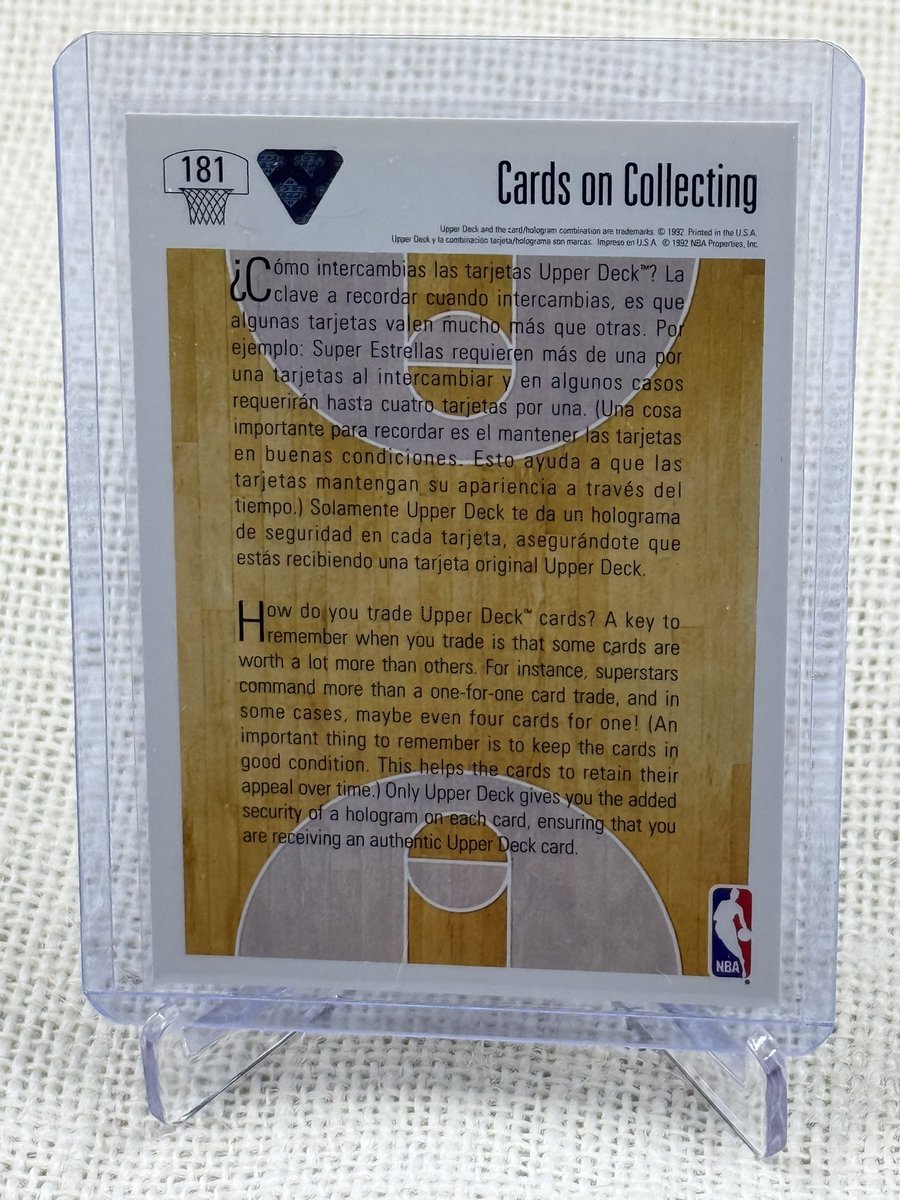 181
Cards on Collecting
Upper Deck and the card/hologram combination are trademarks. © 1992 Printed in the U.S.A.
Upper Deck y la combinación tarjeta/holograma son marcas. Impreso en U.S.A. © 1992 NBA Properties, Inc.
¿Cómo intercambias las tarjetas Upper Deck™? La
clave a recordar cuando intercambias, es que
algunas tarjetas valen mucho más que otras. Por
ejemplo: Super Estrellas requieren más de una por
una tarjetas al intercambiar y en algunos casos
requerirán hasta cuatro tarjetas por una. (Una cosa
importante para recordar es el mantener las tarjetas
en buenas condiciones. Esto ayuda a que las
tarjetas mantengan su apariencia a través del
tiempo.) Solamente Upper Deck te da un holograma
de seguridad en cada tarjeta, asegurándote que
estás recibiendo una tarjeta original Upper Deck.
How do you trade Upper Deck™ cards? A key to
remember when you trade is that some cards are
worth a lot more than others. For instance, superstars
command more than a one-for-one card trade, and in
some cases, maybe even four cards for one! (An
important thing to remember is to keep the cards in
good condition. This helps the cards to retain their
appeal over time.) Only Upper Deck gives you the added
security of a hologram on each card, ensuring that you
are receiving an authentic Upper Deck card.
NBA